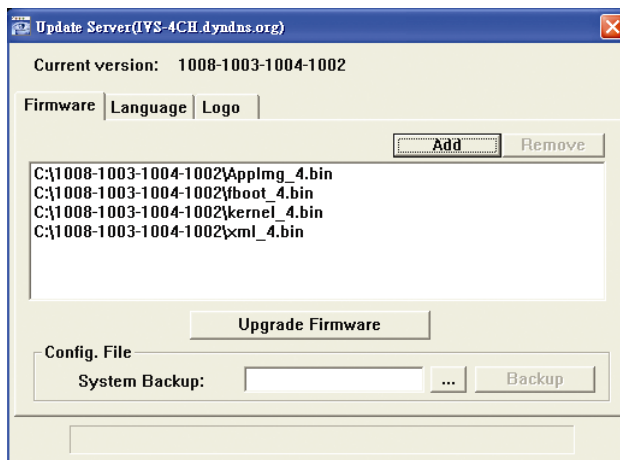 Update Server(IVS-4CH.dyndns.org)
Current version: 1008-1003-1004-1002
Firmware Language Logo
Add Remove
C:\1008-1003-1004-1002\AppImg_4.bin
C:\1008-1003-1004-1002\fboot_4.bin
C:\1008-1003-1004-1002\kernel_4.bin
C:\1008-1003-1004-1002\xml_4.bin
Upgrade Firmware
Config. File
System Backup: ... Backup